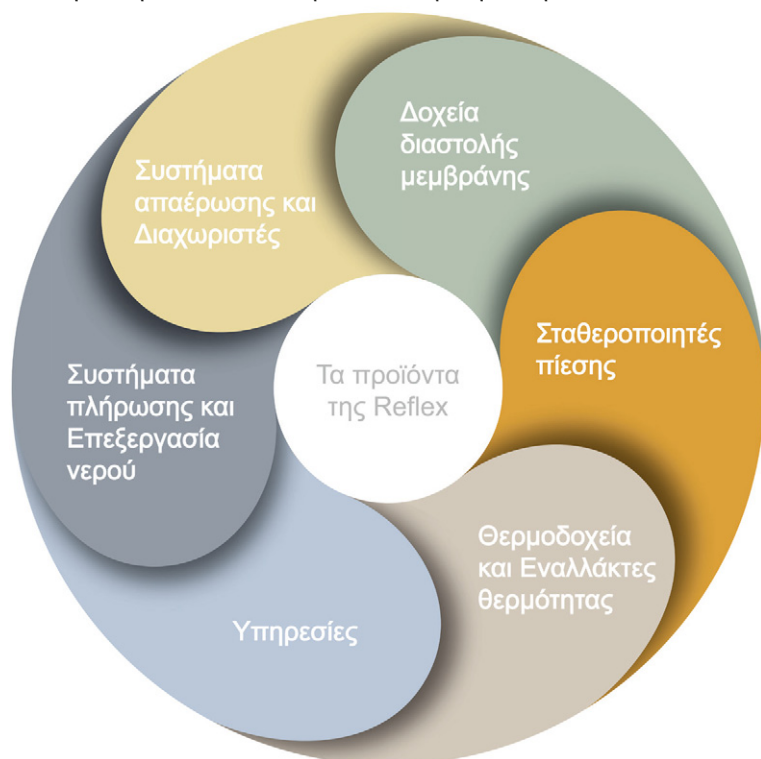 Δοχεία
διαστολής
μεμβράνης
Συστήματα
απαέρωσης και
Διαχωριστές
Σταθεροποιητές
πίεσης
Τα προϊόντα
της Reflex
Συστήματα
πλήρωσης και
Επεξεργασία
νερού
Θερμοδοχεία
και Εναλλάκτες
θερμότητας
Υπηρεσίες